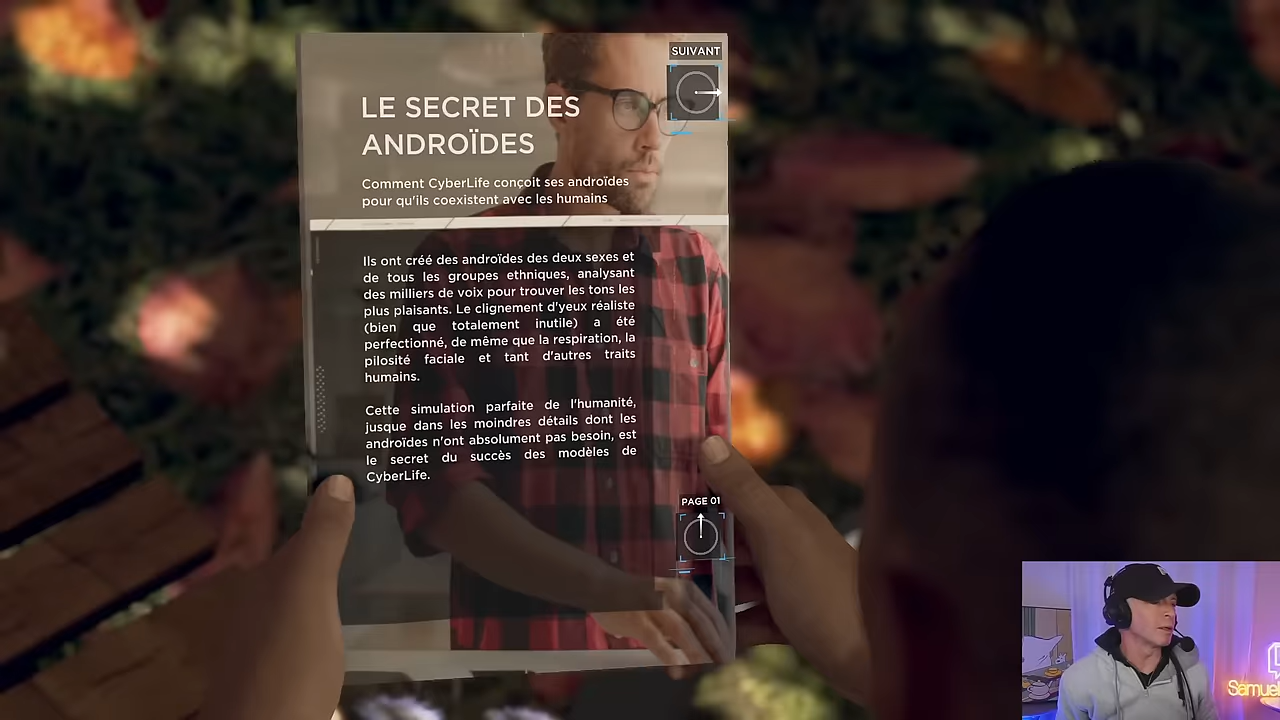 SUIVANT
LE SECRET DES
ANDROÏDES
Comment CyberLife conçoit ses androïdes
pour qu'ils coexistent avec les humains
Ils ont créé des androïdes des deux sexes et
de tous les groupes ethniques, analysant
des milliers de voix pour trouver les tons les
plus plaisants. Le clignement d'yeux réaliste
(bien que totalement inutile) a été
perfectionné, de même que la respiration, la
pilosité faciale et tant d'autres traits
humains.
Cette simulation parfaite de l'humanité,
jusque dans les moindres détails dont les
androïdes n'ont absolument pas besoin, est
le secret du succès des modèles de
CyberLife.
PAGE 01